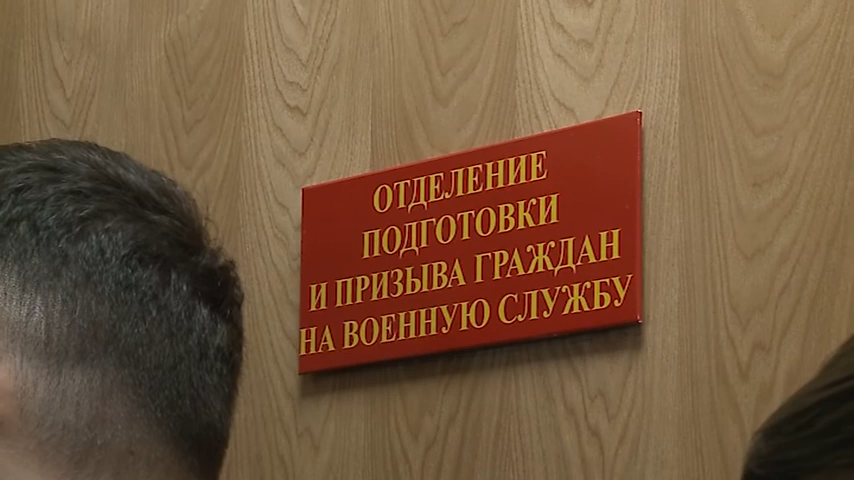 ОТДЕЛЕНИЕ
ПОДГОТОВКИ
И ПРИЗЫВА ГРАЖДАН
НА ВОЕННУЮ СЛУЖБУ